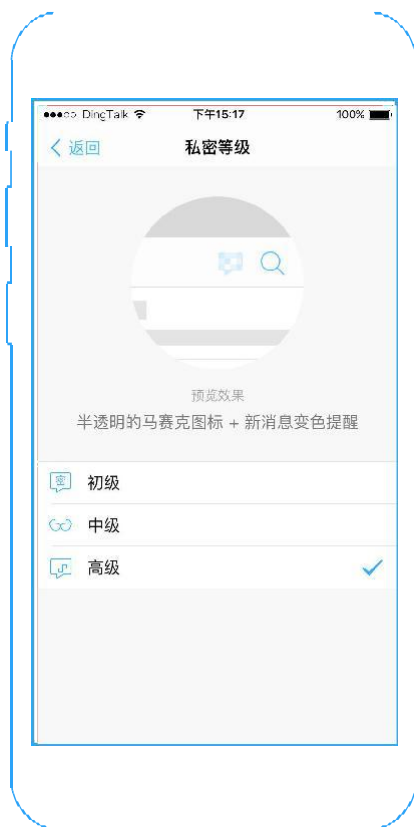 DingTalk 下午15:17 100%
返回 私密等级
预览效果
半透明的马赛克图标 + 新消息变色提醒
密 初级
中级
高级